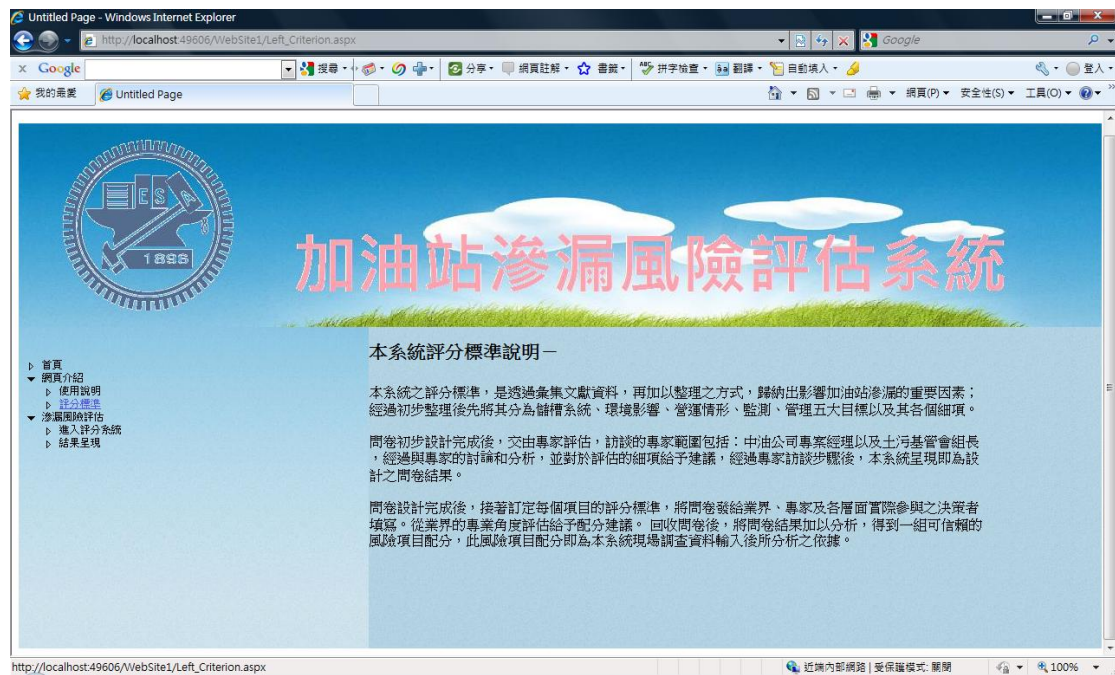 Untitled Page - Windows Internet Explorer
http://localhost:49606/WebSite1/Left_Criterion.aspx
Google
x Google 搜尋 分享 網頁註解 書籤 拼字檢查 翻譯 自動填入 登入
我的最愛 Untitled Page 網頁(P) 安全性(S) 工具(O)
ESA
1896
加油站滲漏風險評估系統
首頁
網頁介紹
使用說明
評分標準
滲漏風險評估
進入評分系統
結果呈現
本系統評分標準說明－
本系統之評分標準，是透過彙集文獻資料，再加以整理之方式，歸納出影響加油站滲漏的重要因素；
經過初步整理後先將其分為儲槽系統、環境影響、營運情形、監測、管理五大目標以及其各個細項。
問卷初步設計完成後，交由專家評估，訪談的專家範圍包括：中油公司專案經理以及土污基管會組長
，經過與專家的討論和分析，並對於評估的細項給予建議，經過專家訪談步驟後，本系統呈現即為設
計之問卷結果。
問卷設計完成後，接著訂定每個項目的評分標準，將問卷發給業界、專家及各層面實際參與之決策者
填寫。從業界的專業角度評估給予配分建議。 回收問卷後，將問卷結果加以分析，得到一組可信賴的
風險項目配分，此風險項目配分即為本系統現場調查資料輸入後所分析之依據。
http://localhost:49606/WebSite1/Left_Criterion.aspx 近端內部網路 | 受保護模式: 關閉 100%